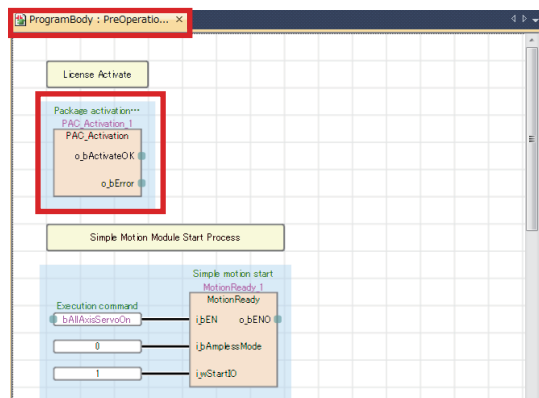 ProgramBody : PreOperatio... ×
License Activate
Package activation···
PAC_Activation_1
PAC_Activation
o_bActivateOK
o_bError
Simple Motion Module Start Process
Simple motion start
MotionReady_1
MotionReady
Execution command
bAllAxisServoOn
i_bEN o_bENO
0
i_bAmplessMode
1
i_wStartIO